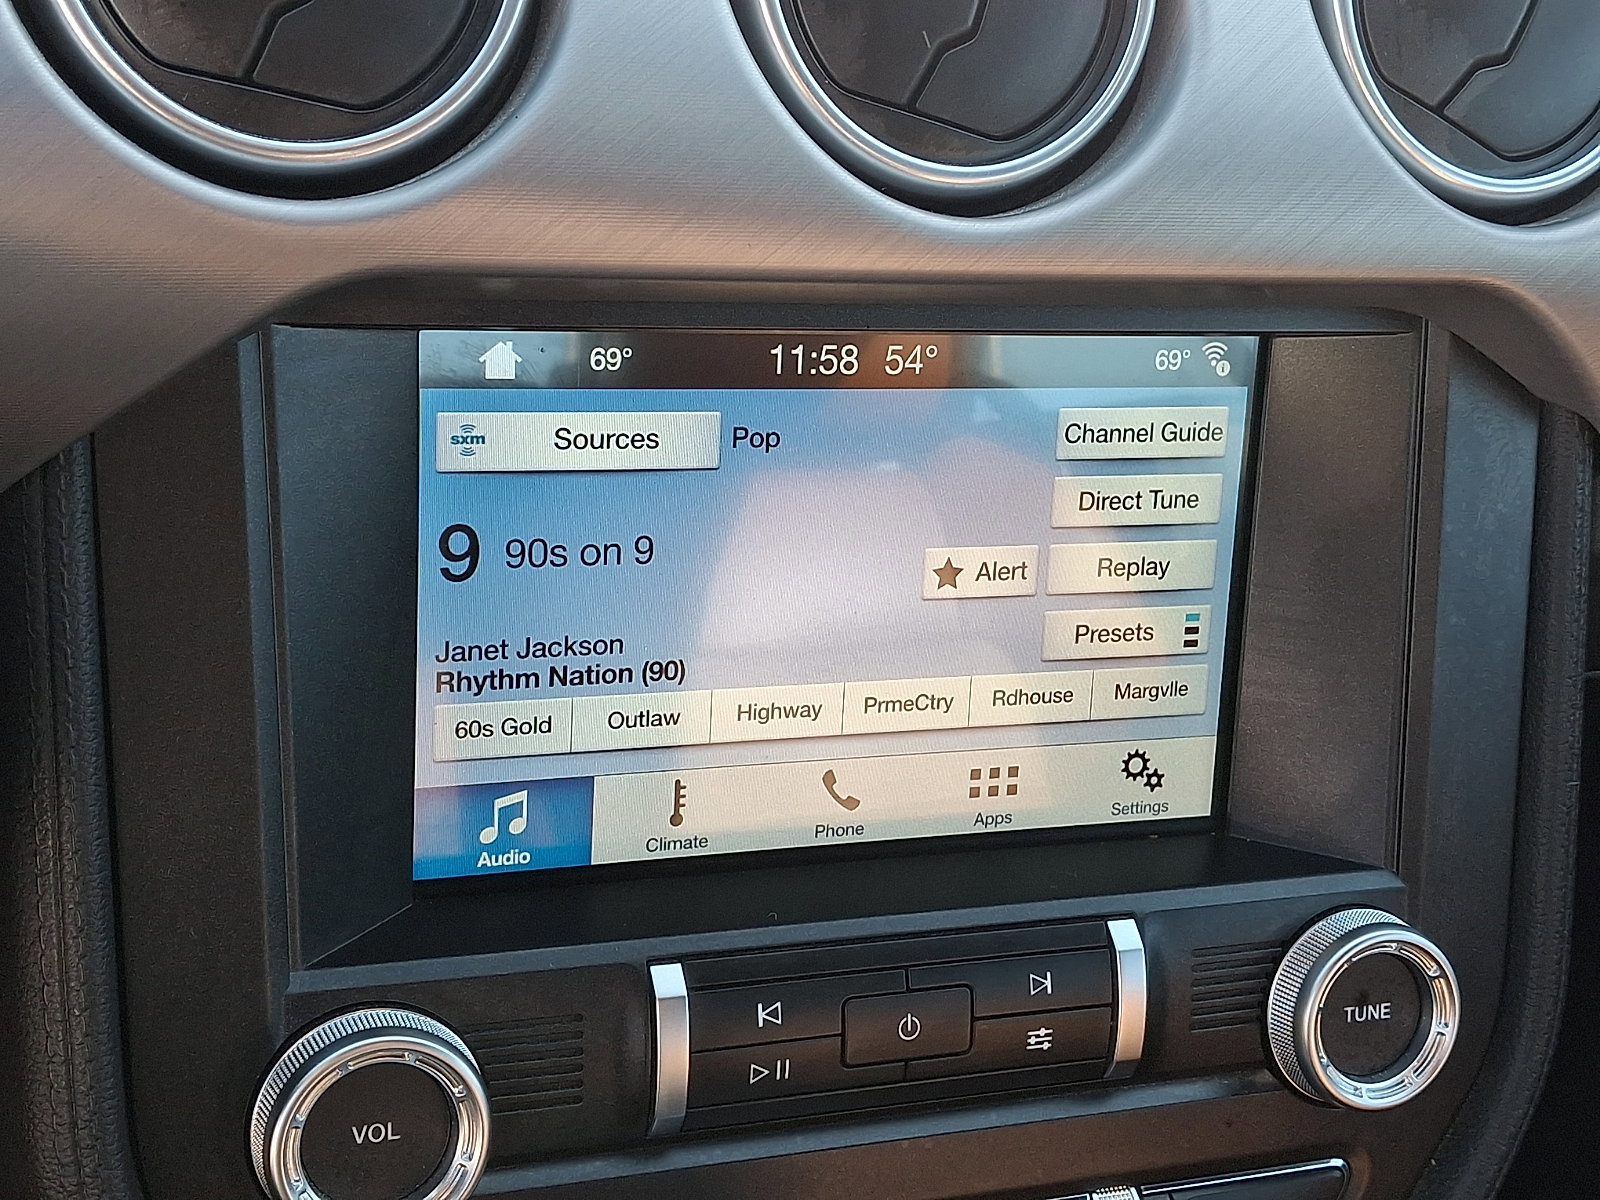 69° 11:58 54° 69°
sxm Sources Pop Channel Guide
Direct Tune
9 90s on 9
Alert Replay
Presets
Janet Jackson
Rhythm Nation (90)
60s Gold Outlaw Highway PrmeCtry Rdhouse Margvlle
Audio Climate Phone Apps Settings
VOL
TUNE